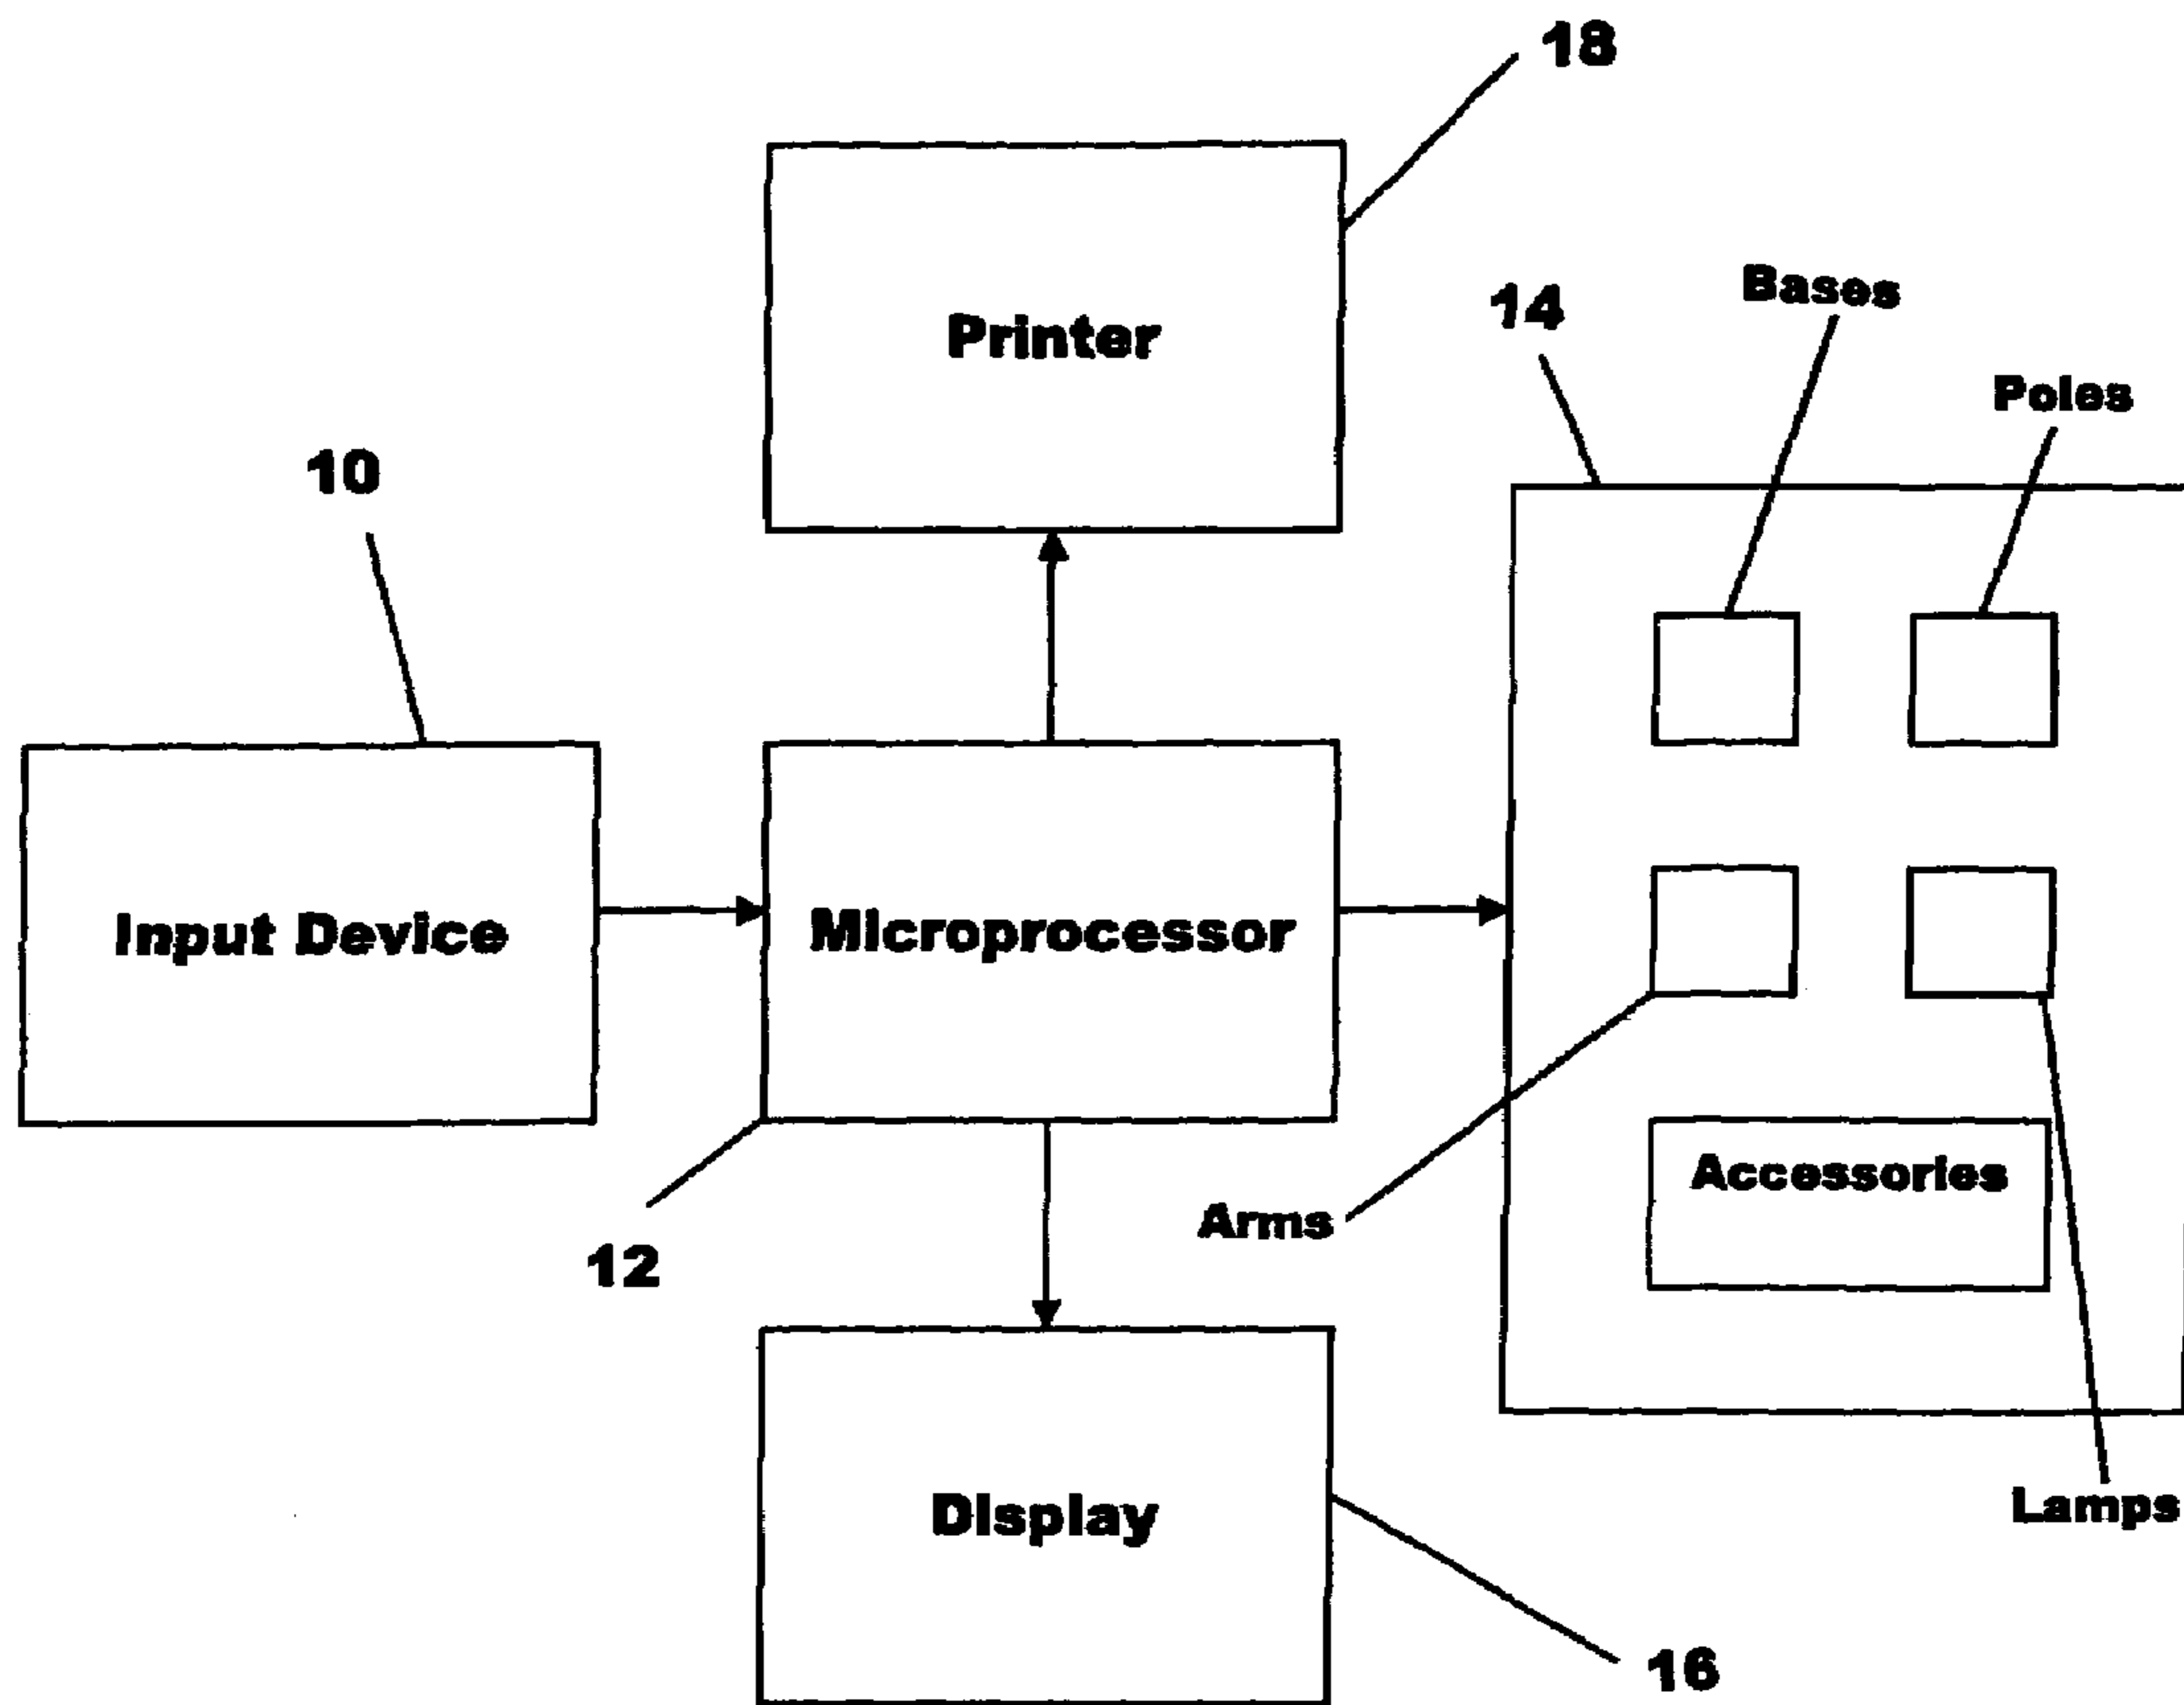 18
Printer
14
Bases
Poles
10
Input Device
Microprocessor
12
Arms
Accessories
Display
Lamps
16